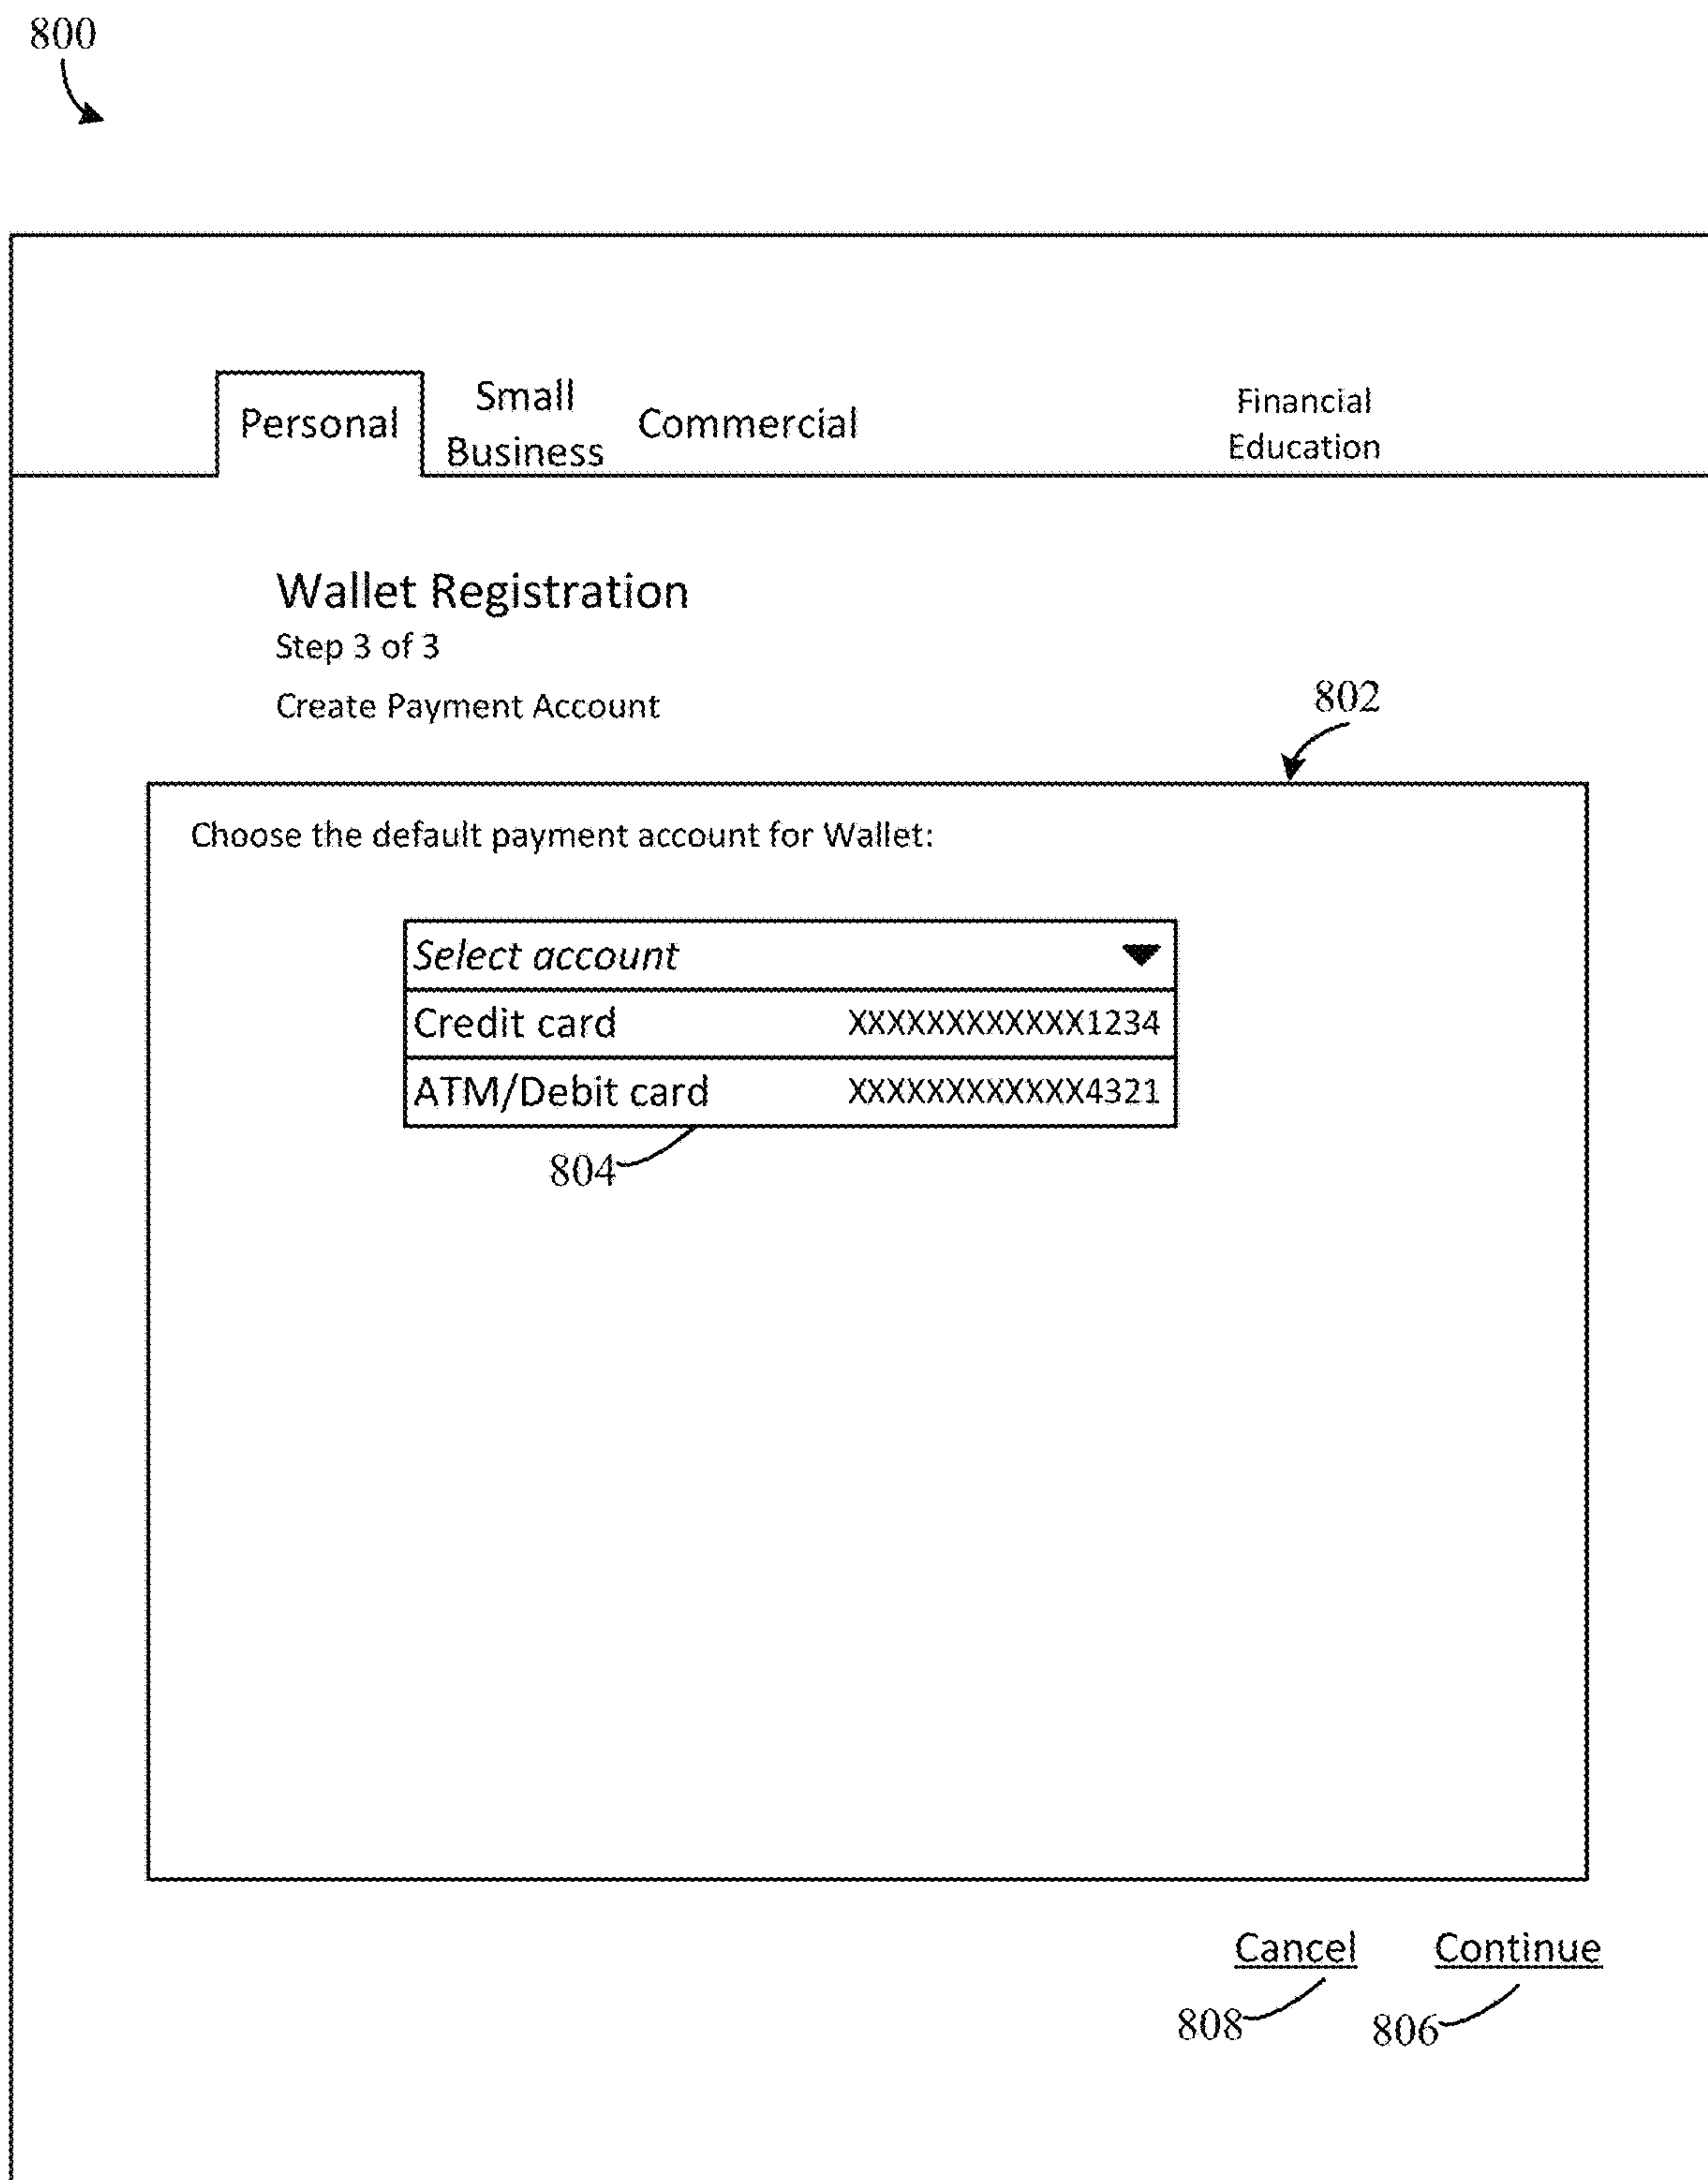 800
Personal
Small
Business
Commercial
Financial
Education
Wallet Registration
Step 3 of 3
Create Payment Account
802
Choose the default payment account for Wallet:
Select account
Credit card XXXXXXXXXXXX1234
ATM/Debit card XXXXXXXXXXXX4321
804
Cancel Continue
808 806